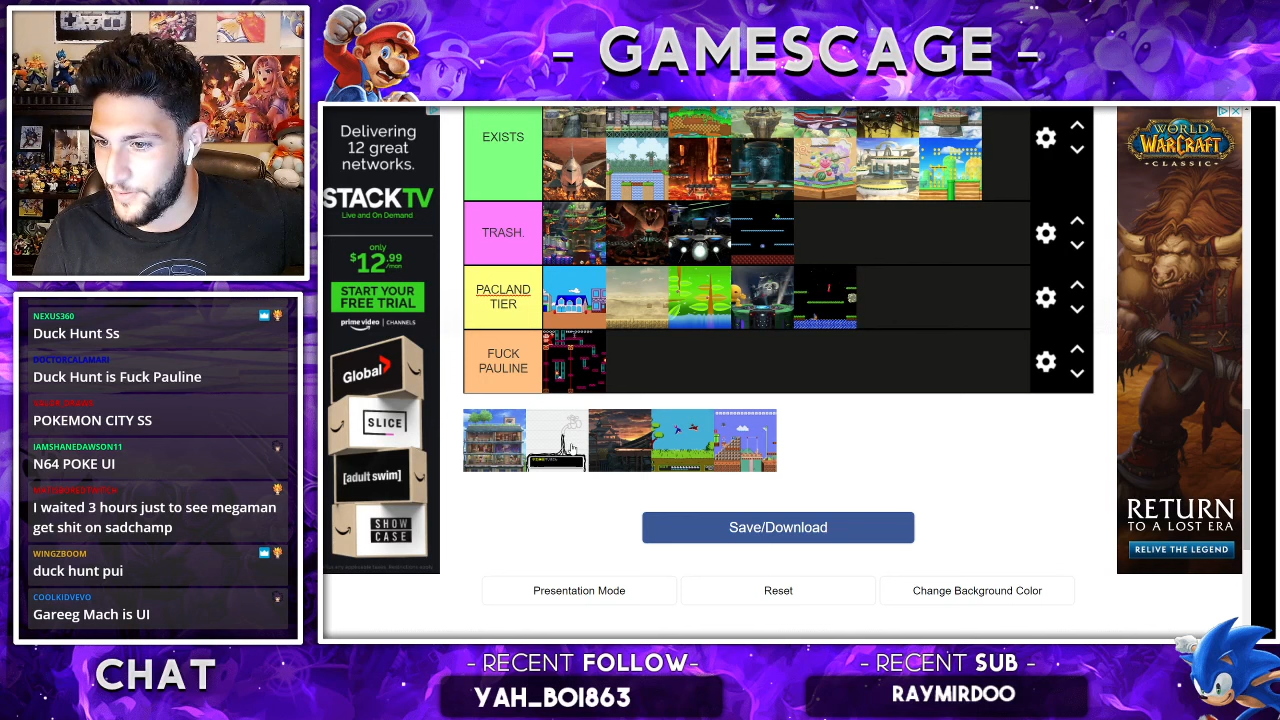 - GAMESCAGE -
Delivering
12 great
networks.
STACKTV
Live and On Demand
only
$12.99
/mon
START YOUR
FREE TRIAL
prime video | CHANNELS
Global
SLICE
[adult swim]
SHOW
CASE
EXISTS
TRASH.
PACLAND
TIER
FUCK
PAULINE
Save/Download
Presentation Mode
Reset
Change Background Color
WORLD
WARCRAFT
CLASSIC
RETURN
TO A LOST ERA
RELIVE THE LEGEND
NEXUS360
Duck Hunt Ss
DOCTORCALAMARI
Duck Hunt is Fuck Pauline
POKEMON CITY SS
IAMSHANEDAWSON11
N64 POKE UI
I waited 3 hours just to see megaman
get shit on sadchamp
WINGZBOOM
duck hunt pui
COOLKIDVEVO
Gareeg Mach is UI
CHAT
- RECENT FOLLOW-
YAH_BOI863
- RECENT SUB -
RAYMIRDOO